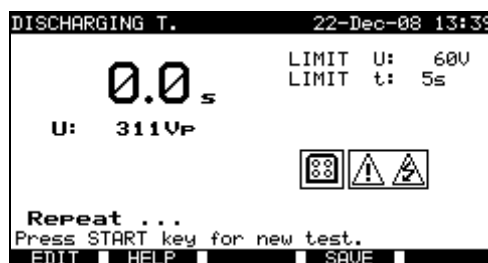 DISCHARGING T. 22-Dec-08 13:39
LIMIT U: 60V
0.0 s LIMIT t: 5s
U: 311Vp
Repeat ...
Press START key for new test.
EDIT HELP SAVE